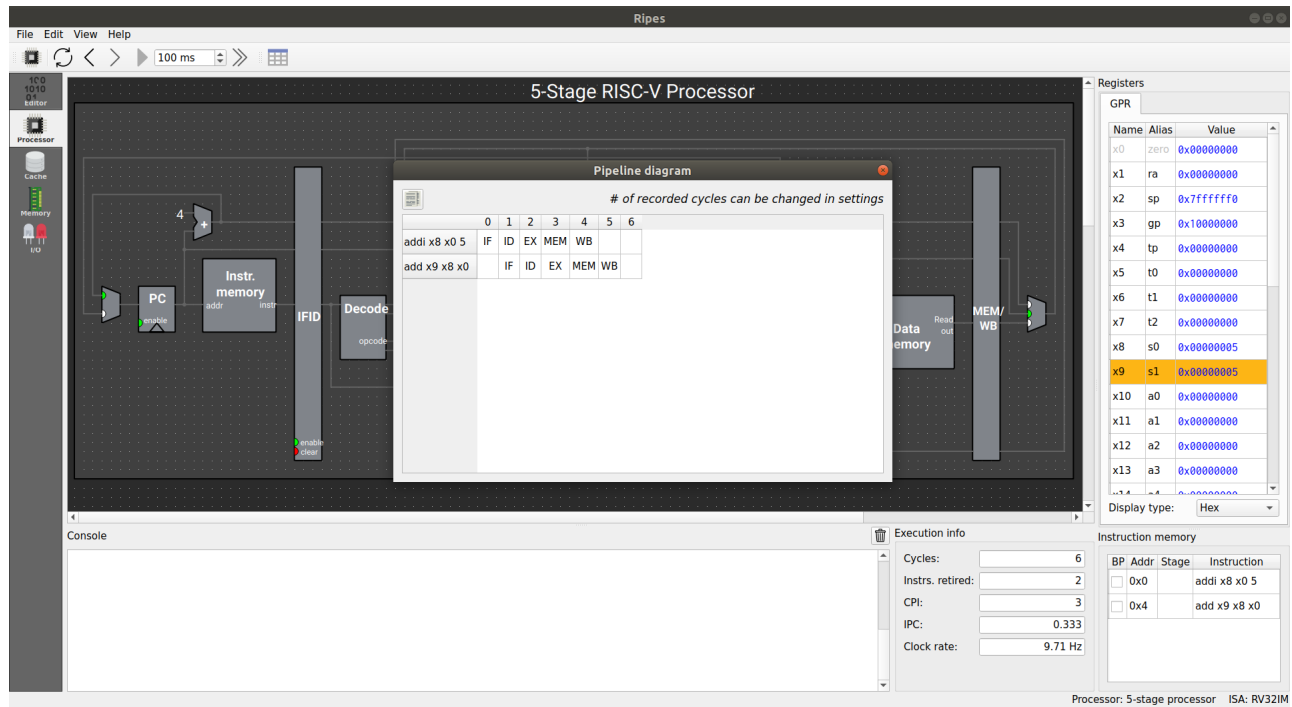 Ripes
File Edit View Help
100 ms
Editor
Processor
Cache
Memory
I/O
5-Stage RISC-V Processor
4
+
PC
enable
Instr.
memory
addr
instr
IFID
enable
clear
Decode
opcode
Pipeline diagram
# of recorded cycles can be changed in settings
0 1 2 3 4 5 6
addi x8 x0 5 IF ID EX MEM WB
add x9 x8 x0 IF ID EX MEM WB
Data
emory
Read
out
MEM/
WB
Registers
GPR
Name Alias Value
x0 zero 0x00000000
x1 ra 0x00000000
x2 sp 0x7ffffff0
x3 gp 0x10000000
x4 tp 0x00000000
x5 t0 0x00000000
x6 t1 0x00000000
x7 t2 0x00000000
x8 s0 0x00000005
x9 s1 0x00000005
x10 a0 0x00000000
x11 a1 0x00000000
x12 a2 0x00000000
x13 a3 0x00000000
Display type: Hex
Console
Execution info
Cycles: 6
Instrs. retired: 2
CPI: 3
IPC: 0.333
Clock rate: 9.71 Hz
Instruction memory
BP Addr Stage Instruction
0x0 addi x8 x0 5
0x4 add x9 x8 x0
Processor: 5-stage processor ISA: RV32IM